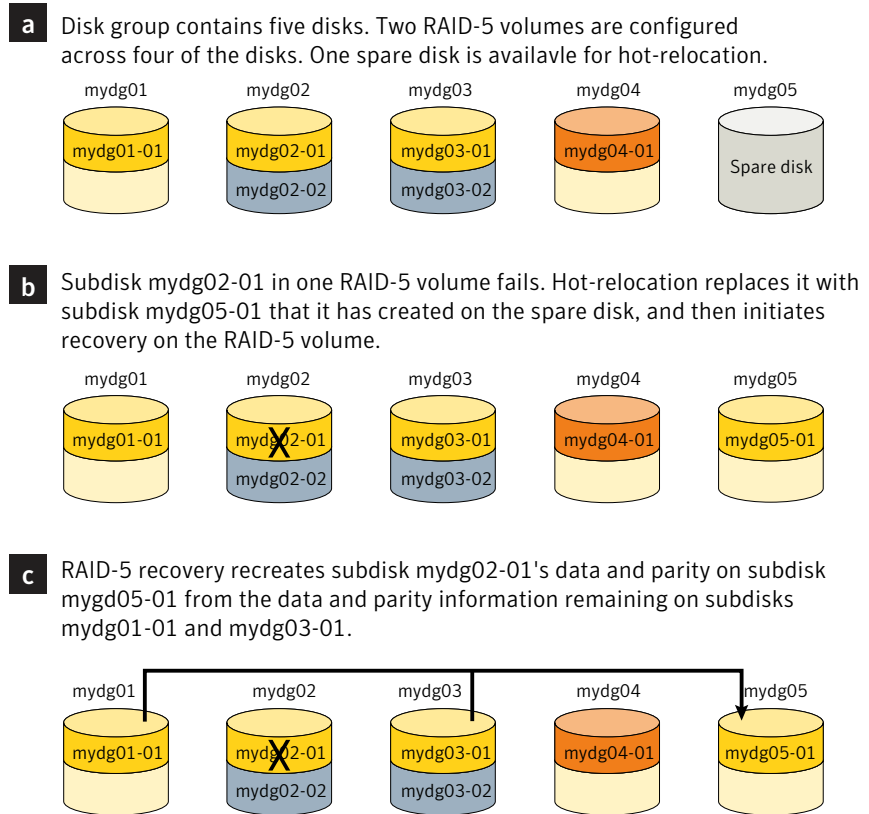 a
Disk group contains five disks. Two RAID-5 volumes are configured
across four of the disks. One spare disk is availavle for hot-relocation.
mydg01 mydg02 mydg03 mydg04 mydg05
mydg01-01 mydg02-01 mydg03-01 mydg04-01
Spare disk
mydg02-02 mydg03-02
b
Subdisk mydg02-01 in one RAID-5 volume fails. Hot-relocation replaces it with
subdisk mydg05-01 that it has created on the spare disk, and then initiates
recovery on the RAID-5 volume.
mydg01 mydg02 mydg03 mydg04 mydg05
mydg01-01 mydg02-01 mydg03-01 mydg04-01 mydg05-01
X
mydg02-02 mydg03-02
c
RAID-5 recovery recreates subdisk mydg02-01's data and parity on subdisk
mygd05-01 from the data and parity information remaining on subdisks
mydg01-01 and mydg03-01.
mydg01 mydg02 mydg03 mydg04 mydg05
mydg01-01 mydg02-01 mydg03-01 mydg04-01 mydg05-01
X
mydg02-02 mydg03-02